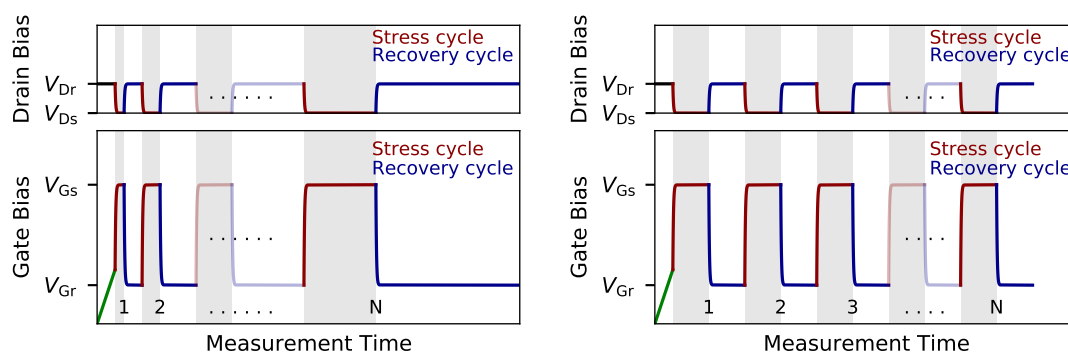 Drain Bias
V_Dr
V_Ds
Stress cycle
Recovery cycle
. . . . . .
Gate Bias
V_Gs
V_Gr
Stress cycle
Recovery cycle
. . . . . .
1 2 . . . . . . N
Measurement Time
Drain Bias
V_Dr
V_Ds
Stress cycle
Recovery cycle
. . . .
Gate Bias
V_Gs
V_Gr
Stress cycle
Recovery cycle
. . . .
1 2 3 . . . . N
Measurement Time